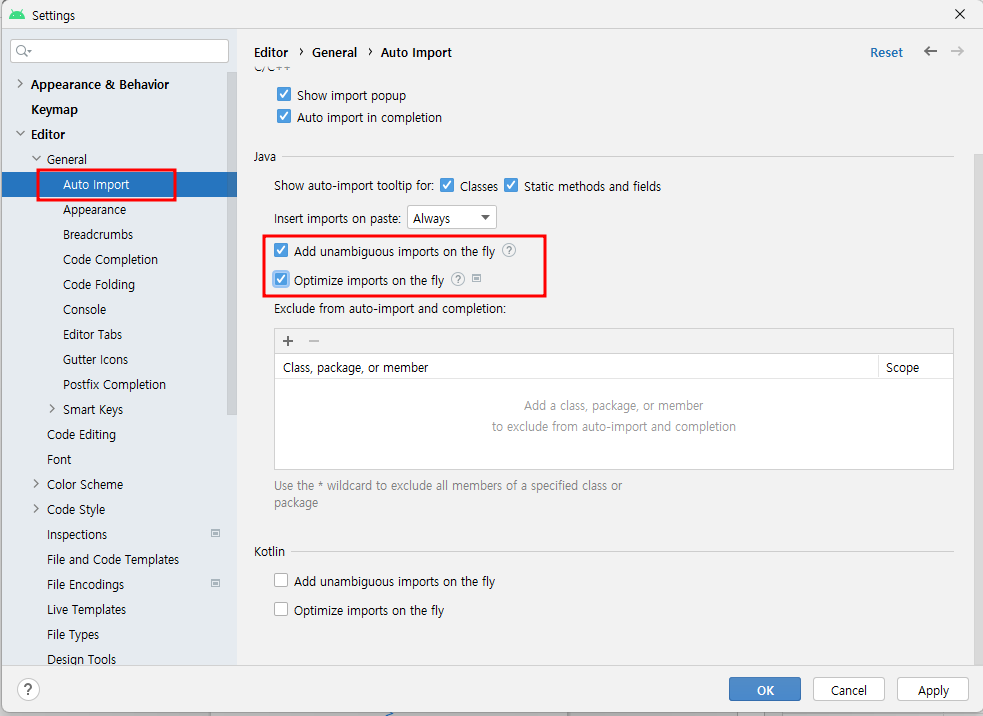 Settings
Editor › General › Auto Import
Reset
Appearance & Behavior
Keymap
Editor
General
Auto Import
Appearance
Breadcrumbs
Code Completion
Code Folding
Console
Editor Tabs
Gutter Icons
Postfix Completion
Smart Keys
Code Editing
Font
Color Scheme
Code Style
Inspections
File and Code Templates
File Encodings
Live Templates
File Types
Design Tools
C/C++
Show import popup
Auto import in completion
Java
Show auto-import tooltip for: Classes Static methods and fields
Insert imports on paste: Always
Add unambiguous imports on the fly ?
Optimize imports on the fly ?
Exclude from auto-import and completion:
+ −
Class, package, or member Scope
Add a class, package, or member
to exclude from auto-import and completion
Use the * wildcard to exclude all members of a specified class or
package
Kotlin
Add unambiguous imports on the fly
Optimize imports on the fly
?
OK Cancel Apply